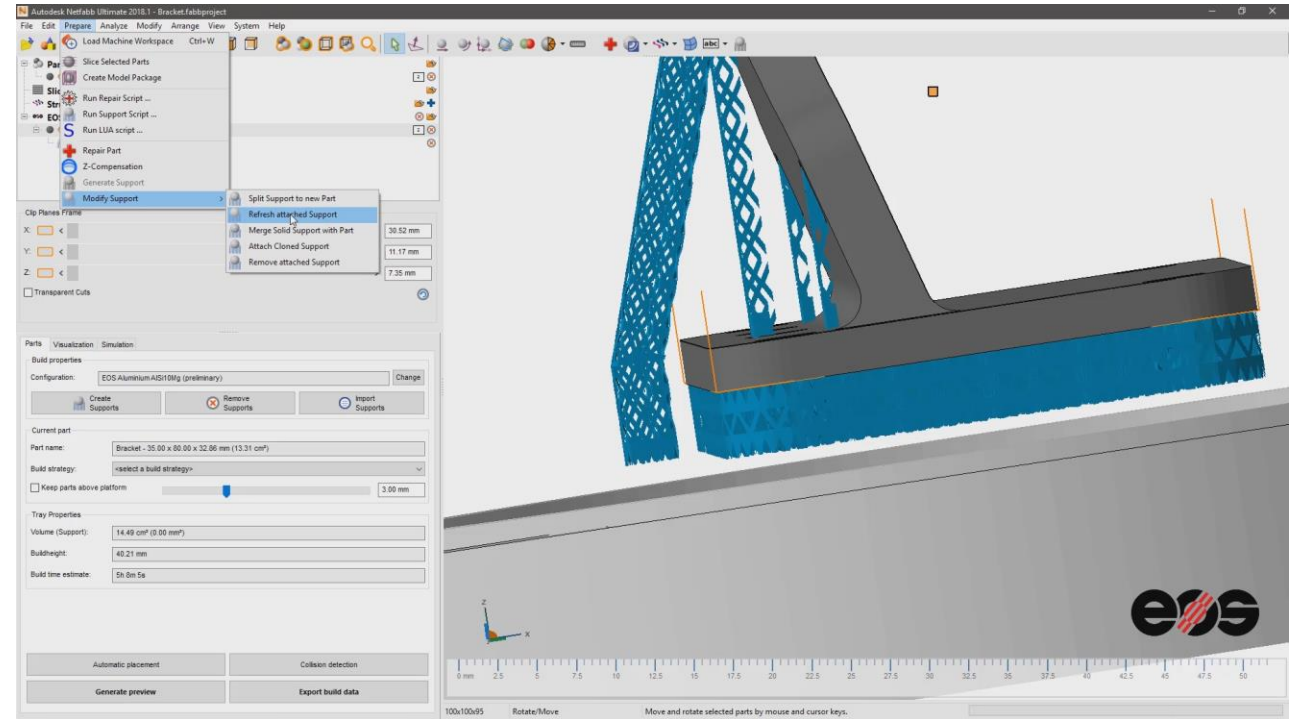 Autodesk Netfabb Ultimate 2018.1 - Bracket.fabbproject
File Edit Prepare Analyze Modify Arrange View System Help
Load Machine Workspace Ctrl+W
Slice Selected Parts
Create Model Package
Run Repair Script ...
Run Support Script ...
Run LUA script ...
Repair Part
Z-Compensation
Generate Support
Modify Support
Split Support to new Part
Refresh attached Support
Merge Solid Support with Part
Attach Cloned Support
Remove attached Support
abc
Clip Planes Frame
X: < 30.52 mm
Y: < 11.17 mm
Z: < 7.35 mm
Transparent Cuts
Parts Visualization Simulation
Build properties
Configuration: EOS Aluminium AlSi10Mg (preliminary) Change
Create Supports
Remove Supports
Import Supports
Current part
Part name: Bracket - 35.00 x 80.00 x 32.86 mm (13.31 cm³)
Build strategy: <select a build strategy>
Keep parts above platform 3.00 mm
Tray Properties
Volume (Support): 14.49 cm³ (0.00 mm³)
Buildheight: 40.21 mm
Build time estimate: 5h 8m 5s
Automatic placement Collision detection
Generate preview Export build data
Z
X
eos
0 mm 2.5 5 7.5 10 12.5 15 17.5 20 22.5 25 27.5 30 32.5 35 37.5 40 42.5 45 47.5 50
100x100x95 Rotate/Move Move and rotate selected parts by mouse and cursor keys.